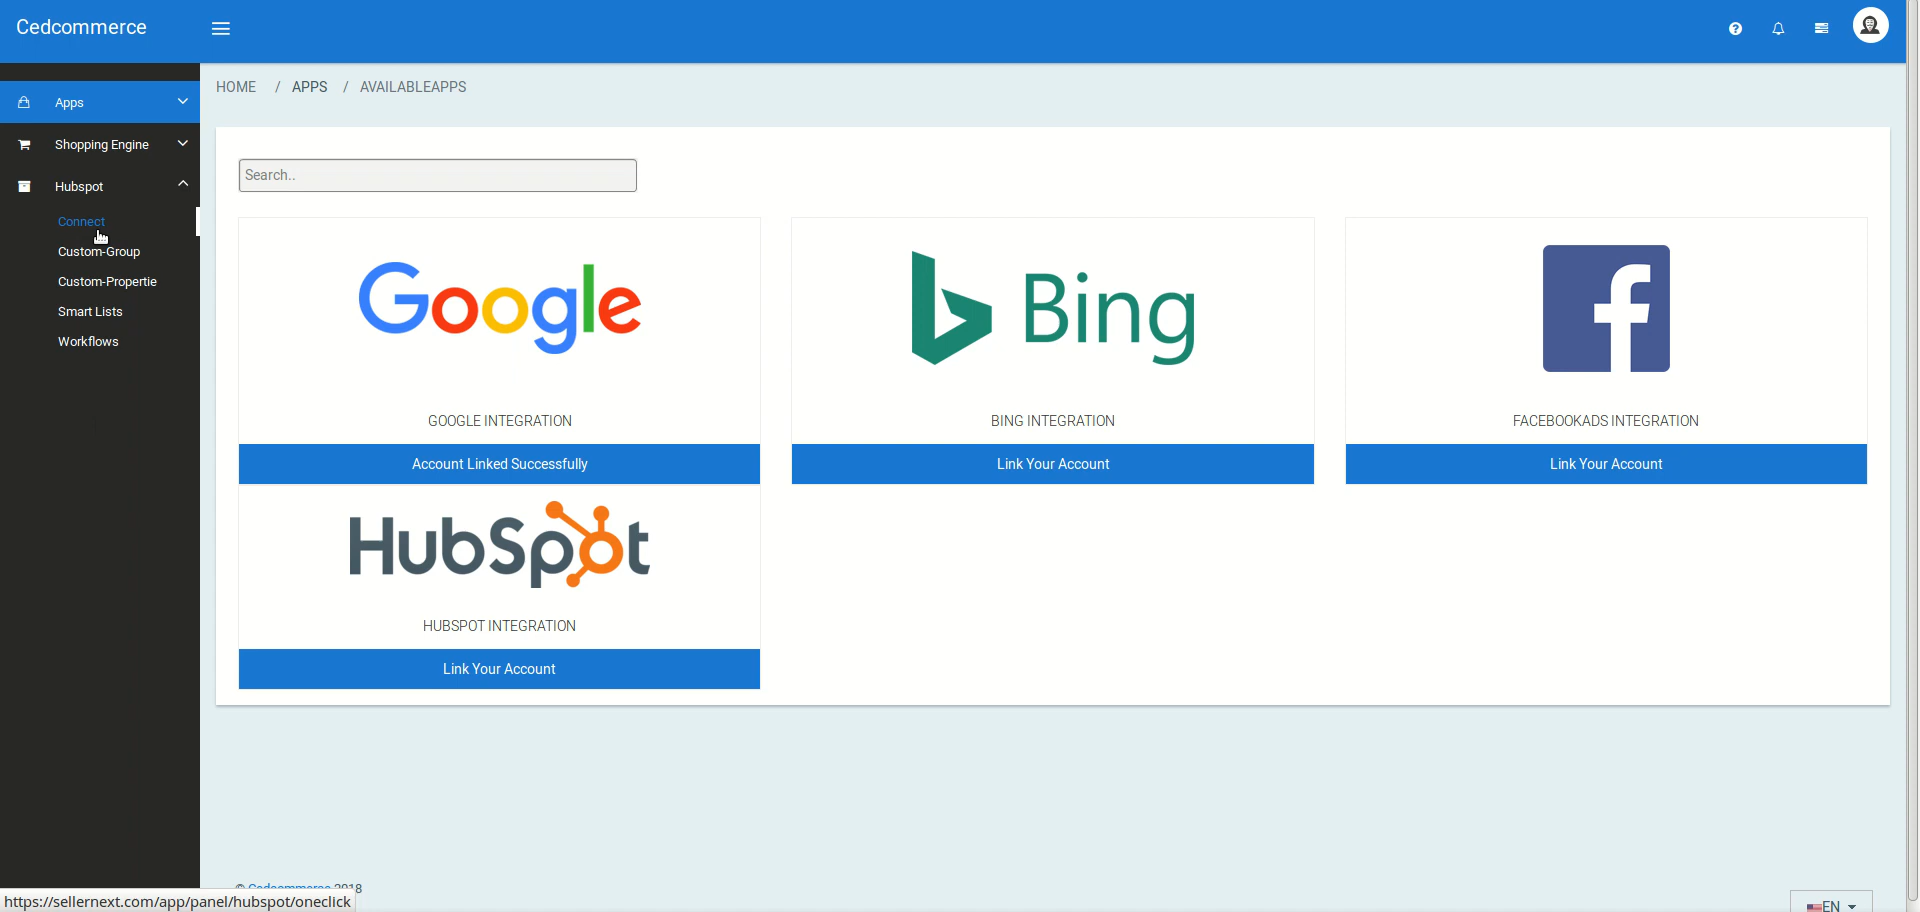 Cedcommerce
HOME / APPS / AVAILABLEAPPS
Apps
Shopping Engine
Hubspot
Connect
Custom-Group
Custom-Propertie
Smart Lists
Workflows
Search..
Google
Bing
f
GOOGLE INTEGRATION
BING INTEGRATION
FACEBOOKADS INTEGRATION
Account Linked Successfully
Link Your Account
Link Your Account
HubSpot
HUBSPOT INTEGRATION
Link Your Account
© Cedcommerce 2018
https://sellernext.com/app/panel/hubspot/oneclick
EN